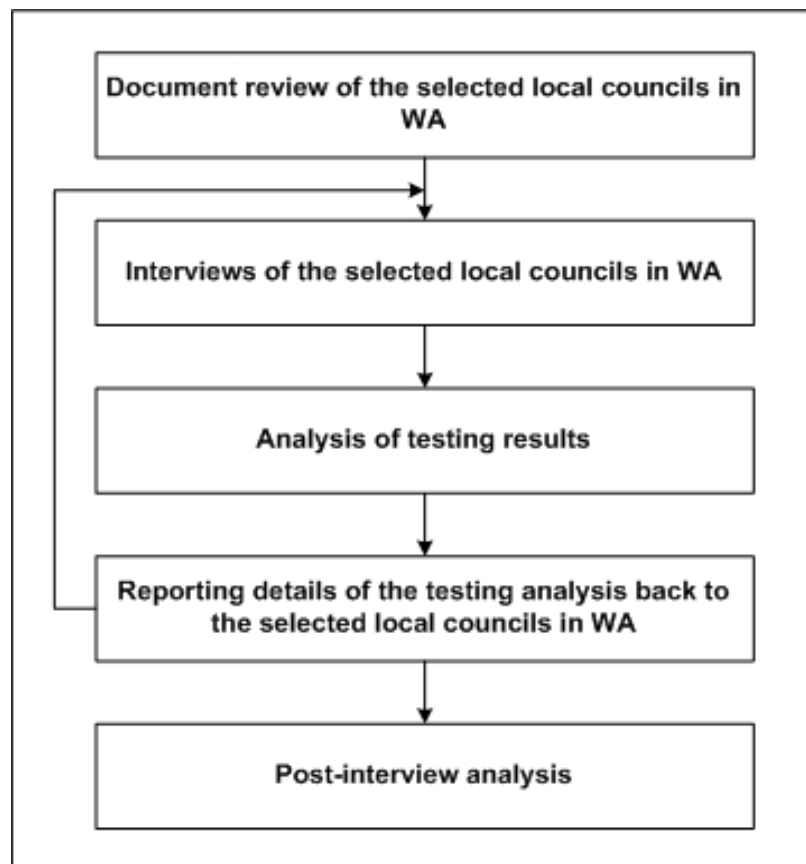 Document review of the selected local councils in
WA
Interviews of the selected local councils in WA
Analysis of testing results
Reporting details of the testing analysis back to
the selected local councils in WA
Post-interview analysis